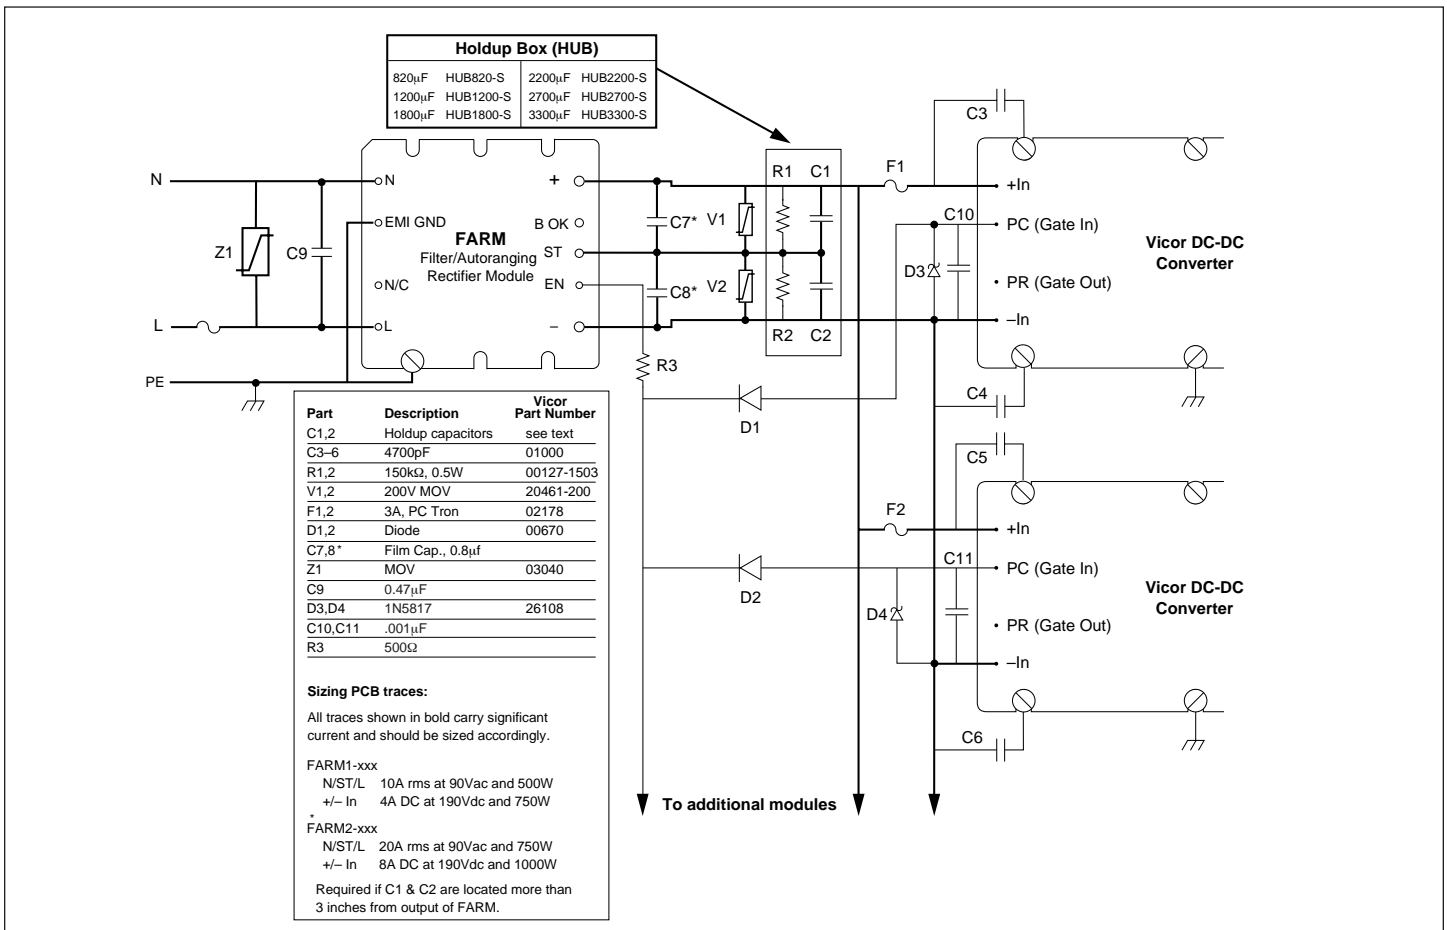 Holdup Box (HUB)
820µF HUB820-S 2200µF HUB2200-S
1200µF HUB1200-S 2700µF HUB2700-S
1800µF HUB1800-S 3300µF HUB3300-S
N
Z1
C9
L
PE
N
EMI GND
N/C
L
FARM
Filter/Autoranging
Rectifier Module
+
B OK
ST
EN
–
C7*
C8*
V1
V2
R1 C1
R2 C2
R3
D1
D2
F1
C3
+In
C10
PC (Gate In)
D3
PR (Gate Out)
–In
C4
Vicor DC-DC
Converter
C5
F2
+In
C11
PC (Gate In)
D4
PR (Gate Out)
–In
C6
Vicor DC-DC
Converter
To additional modules
Part Description Vicor Part Number
C1,2 Holdup capacitors see text
C3–6 4700pF 01000
R1,2 150kΩ, 0.5W 00127-1503
V1,2 200V MOV 20461-200
F1,2 3A, PC Tron 02178
D1,2 Diode 00670
C7,8* Film Cap., 0.8µf
Z1 MOV 03040
C9 0.47µF
D3,D4 1N5817 26108
C10,C11 .001µF
R3 500Ω
Sizing PCB traces:
All traces shown in bold carry significant
current and should be sized accordingly.
FARM1-xxx
N/ST/L 10A rms at 90Vac and 500W
+/– In 4A DC at 190Vdc and 750W
*
FARM2-xxx
N/ST/L 20A rms at 90Vac and 750W
+/– In 8A DC at 190Vdc and 1000W
Required if C1 & C2 are located more than
3 inches from output of FARM.